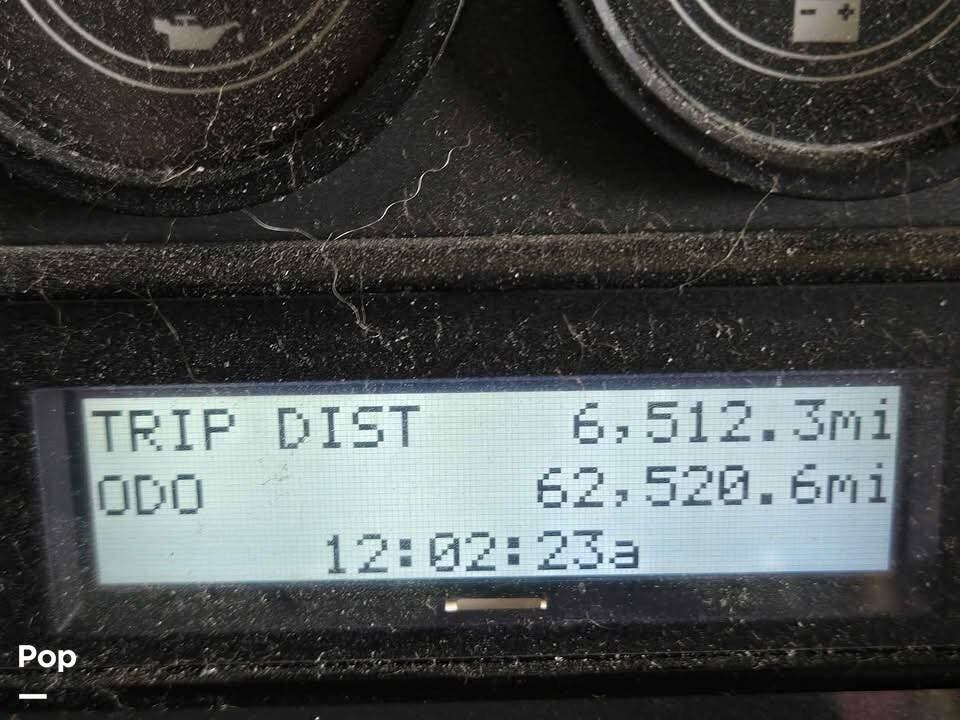 TRIP DIST 6,512.3mi
ODO 62,520.6mi
12:02:23a
Pop